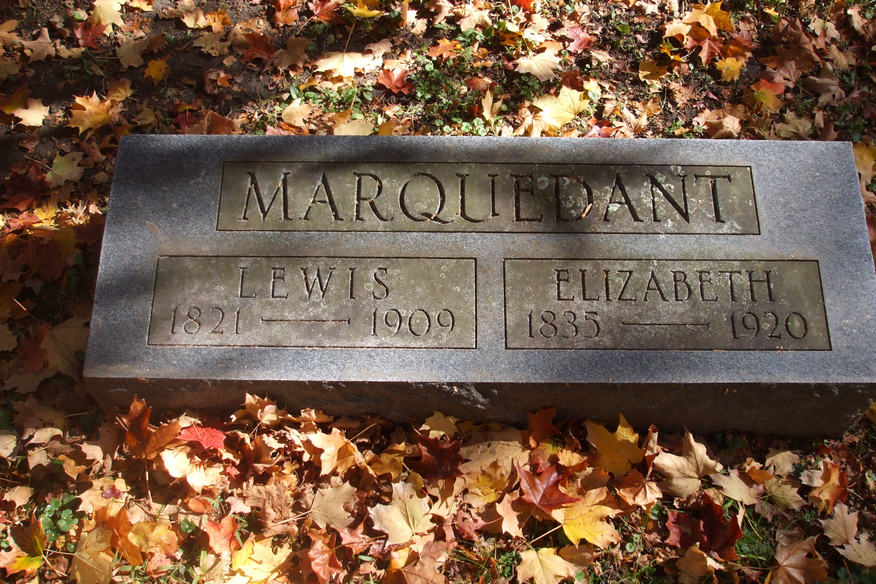 MARQUEDANT
LEWIS
1821 — 1909
ELIZABETH
1835 — 1920